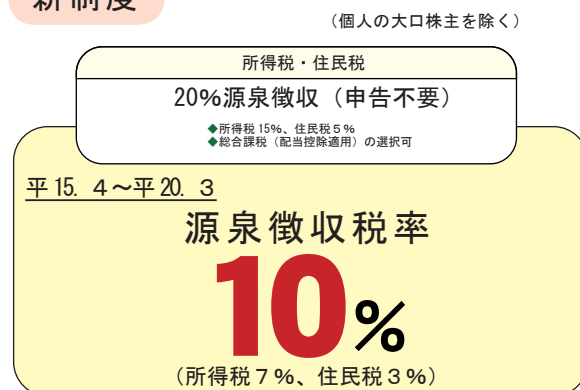 新制度
（個人の大口株主を除く）
所得税・住民税
20%源泉徴収（申告不要）
◆所得税15%、住民税５%
◆総合課税（配当控除適用）の選択可
平15. ４～平20. ３
源泉徴収税率
10%
（所得税７%、住民税３%）